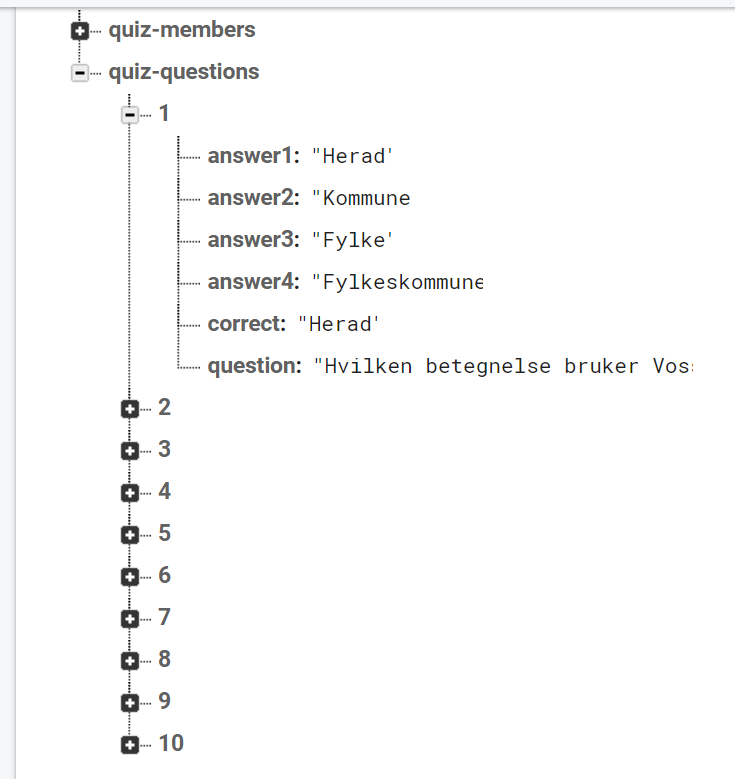 quiz-members
quiz-questions
1
answer1: "Herad'
answer2: "Kommune
answer3: "Fylke'
answer4: "Fylkeskommune
correct: "Herad'
question: "Hvilken betegnelse bruker Vos
2
3
4
5
6
7
8
9
10